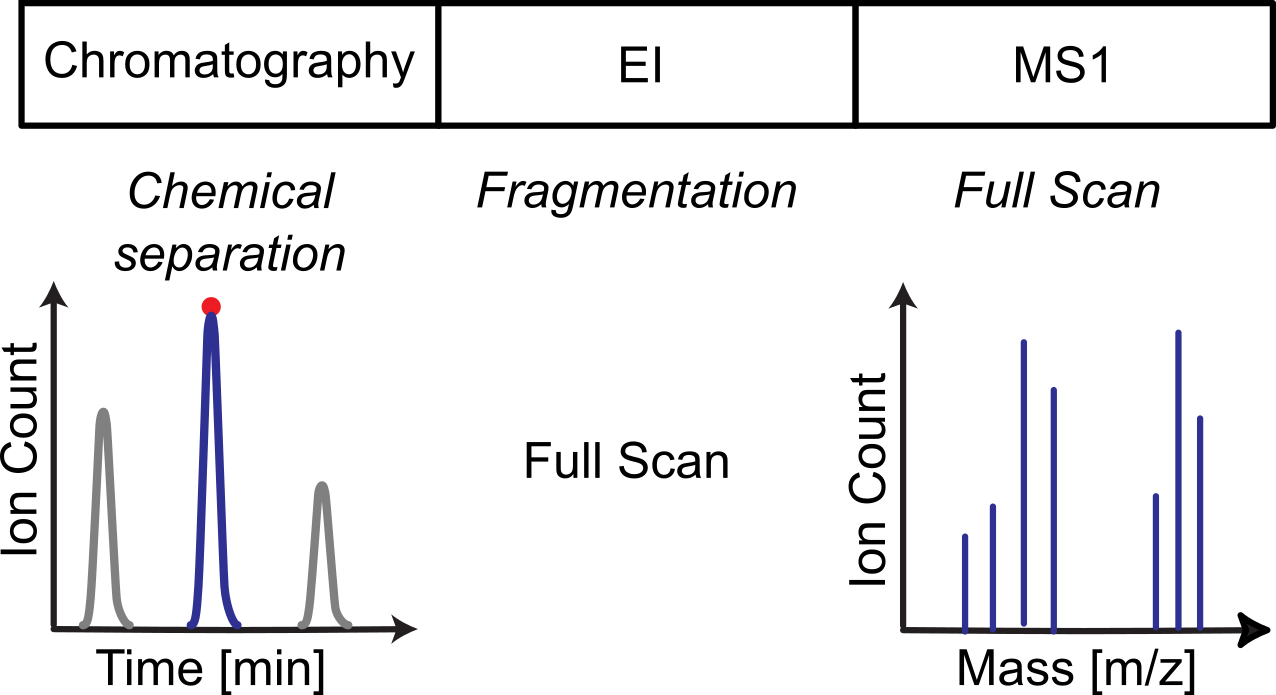 Chromatography
EI
MS1
Chemical
separation
Fragmentation
Full Scan
Ion Count
Time [min]
Full Scan
Ion Count
Mass [m/z]